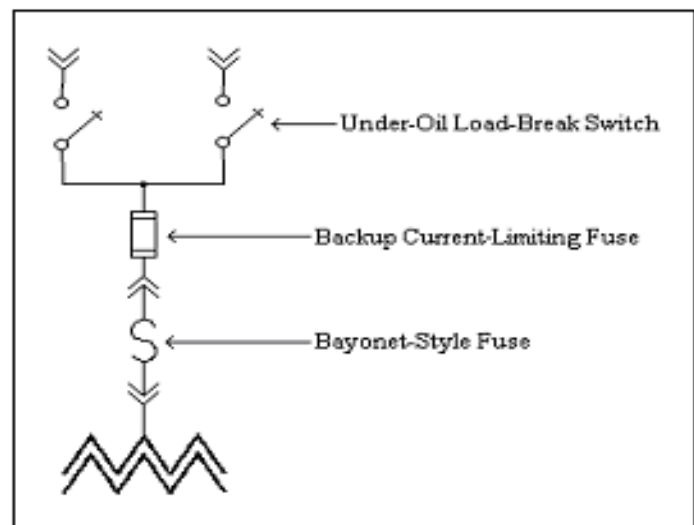 Under-Oil Load-Break Switch
Backup Current-Limiting Fuse
Bayonet-Style Fuse